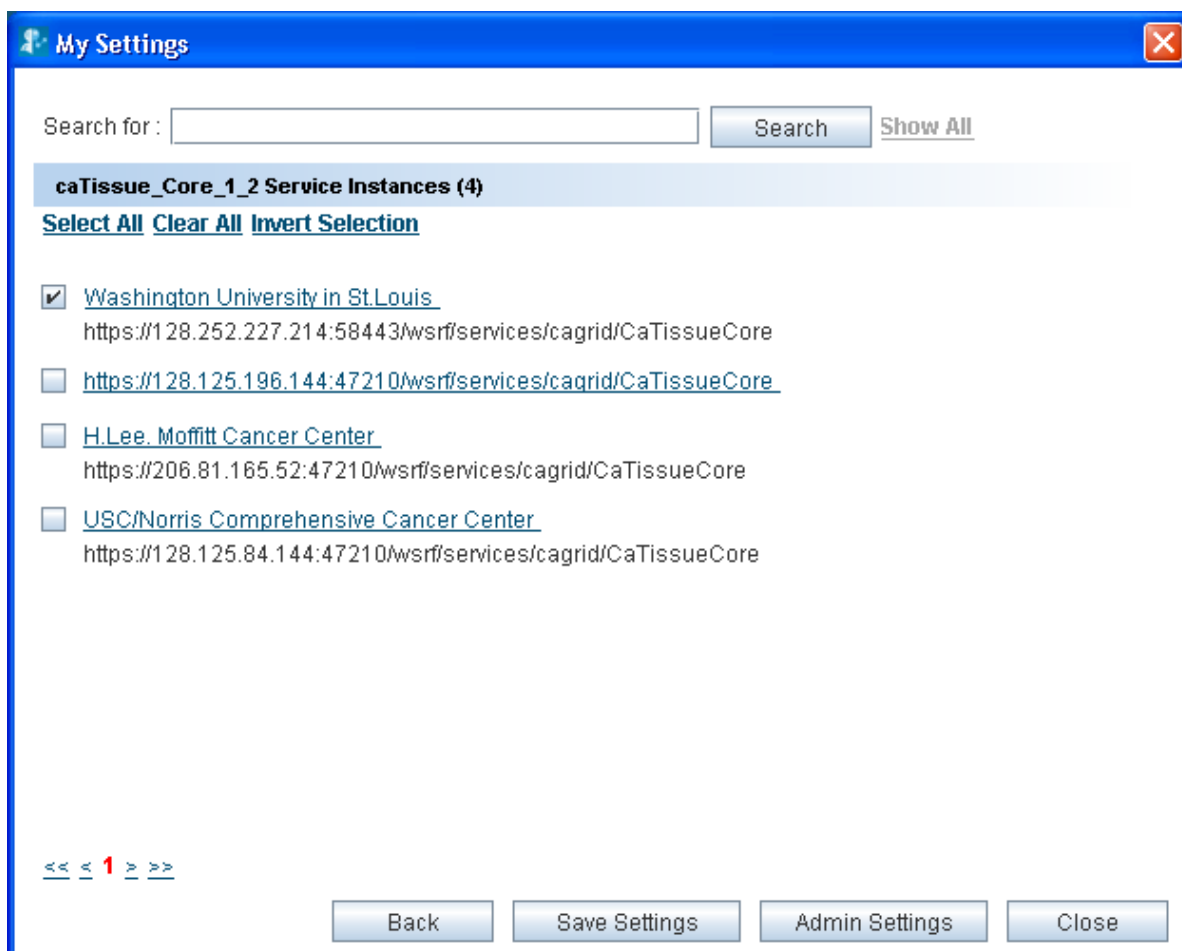 My Settings
Search for : Search Show All
caTissue_Core_1_2 Service Instances (4)
Select All Clear All Invert Selection
Washington University in St.Louis
https://128.252.227.214:58443/wsrf/services/cagrid/CaTissueCore
https://128.125.196.144:47210/wsrf/services/cagrid/CaTissueCore
H.Lee. Moffitt Cancer Center
https://206.81.165.52:47210/wsrf/services/cagrid/CaTissueCore
USC/Norris Comprehensive Cancer Center
https://128.125.84.144:47210/wsrf/services/cagrid/CaTissueCore
<< < 1 > >>
Back Save Settings Admin Settings Close